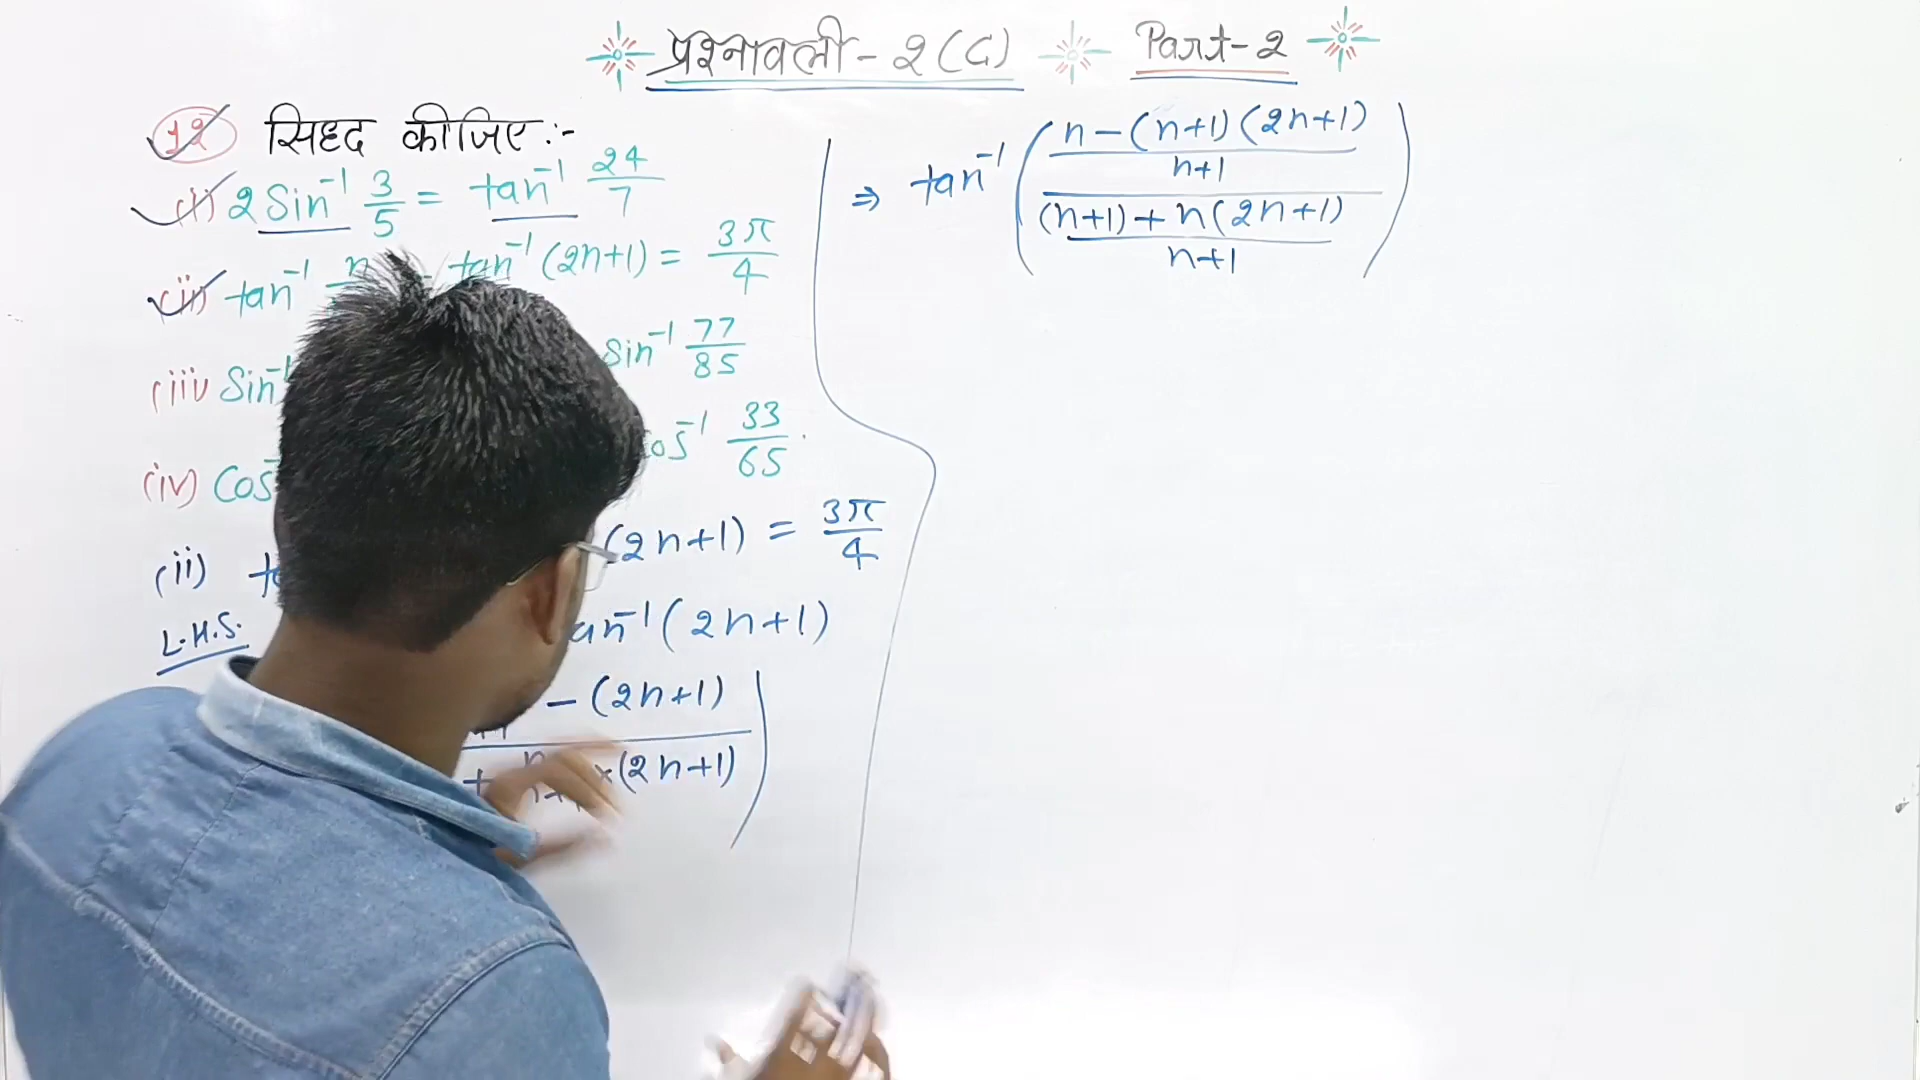 प्रश्नावली - 2 (C) Part-2
12 सिद्ध कीजिए :-
(i) 2 Sin⁻¹ 3/5 = tan⁻¹ 24/7
(ii) tan⁻¹ n - tan⁻¹ (2n+1) = 3π/4
(iii) Sin⁻¹ sin⁻¹ 77/85
(iv) Cos⁻ cos⁻¹ 33/65
(ii) (2n+1) = 3π/4
L.H.S. an⁻¹ (2n+1)
- (2n+1)
+ n × (2n+1)
⇒ tan⁻¹ ( n - (n+1) (2n+1)
n+1
(n+1) + n (2n+1)
n+1 )